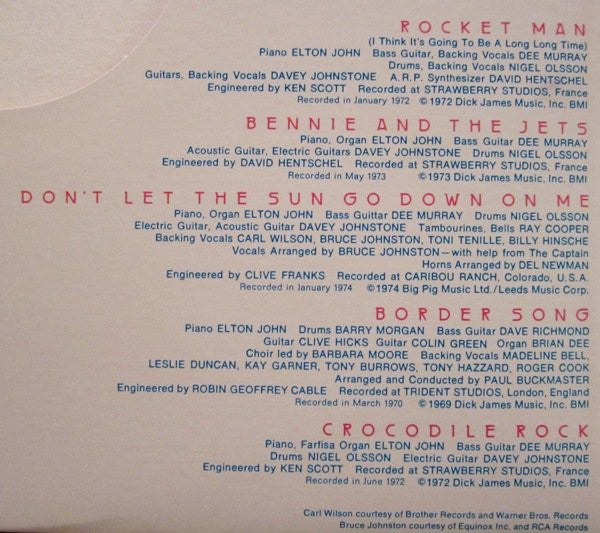 ROCKET MAN
(I Think It's Going To Be A Long Long Time)
Piano ELTON JOHN Bass Guitar, Backing Vocals DEE MURRAY
Drums, Backing Vocals NIGEL OLSSON
Guitars, Backing Vocals DAVEY JOHNSTONE A.R.P. Synthesizer DAVID HENTSCHEL
Engineered by KEN SCOTT Recorded at STRAWBERRY STUDIOS, France
Recorded in January 1972 ©1972 Dick James Music, Inc. BMI
BENNIE AND THE JETS
Piano, Organ ELTON JOHN Bass Guitar DEE MURRAY
Acoustic Guitar, Electric Guitars DAVEY JOHNSTONE Drums NIGEL OLSSON
Engineered by DAVID HENTSCHEL Recorded at STRAWBERRY STUDIOS, France
Recorded in May 1973 ©1973 Dick James Music, Inc. BMI
DON'T LET THE SUN GO DOWN ON ME
Piano, Organ ELTON JOHN Bass Guittar DEE MURRAY Drums NIGEL OLSSON
Electric Guitar, Acoustic Guitar DAVEY JOHNSTONE Tambourines, Bells RAY COOPER
Backing Vocals CARL WILSON, BRUCE JOHNSTON, TONI TENILLE, BILLY HINSCHE
Vocals Arranged by BRUCE JOHNSTON—with help from The Captain
Horns Arranged by DEL NEWMAN
Engineered by CLIVE FRANKS Recorded at CARIBOU RANCH, Colorado, U.S.A.
Recorded in January 1974 ©1974 Big Pig Music Ltd./Leeds Music Corp.
BORDER SONG
Piano ELTON JOHN Drums BARRY MORGAN Bass Guitar DAVE RICHMOND
Guitar CLIVE HICKS Guitar COLIN GREEN Organ BRIAN DEE
Choir led by BARBARA MOORE Backing Vocals MADELINE BELL,
LESLIE DUNCAN, KAY GARNER, TONY BURROWS, TONY HAZZARD, ROGER COOK
Arranged and Conducted by PAUL BUCKMASTER
Engineered by ROBIN GEOFFREY CABLE Recorded at TRIDENT STUDIOS, London, England
Recorded in March 1970 ©1969 Dick James Music, Inc. BMI
CROCODILE ROCK
Piano, Farfisa Organ ELTON JOHN Bass Guitar DEE MURRAY
Drums NIGEL OLSSON Electric Guitar DAVEY JOHNSTONE
Engineered by KEN SCOTT Recorded at STRAWBERRY STUDIOS, France
Recorded in June 1972 ©1972 Dick James Music, Inc. BMI
Carl Wilson courtesy of Brother Records and Warner Bros. Records
Bruce Johnston courtesy of Equinox Inc. and RCA Records